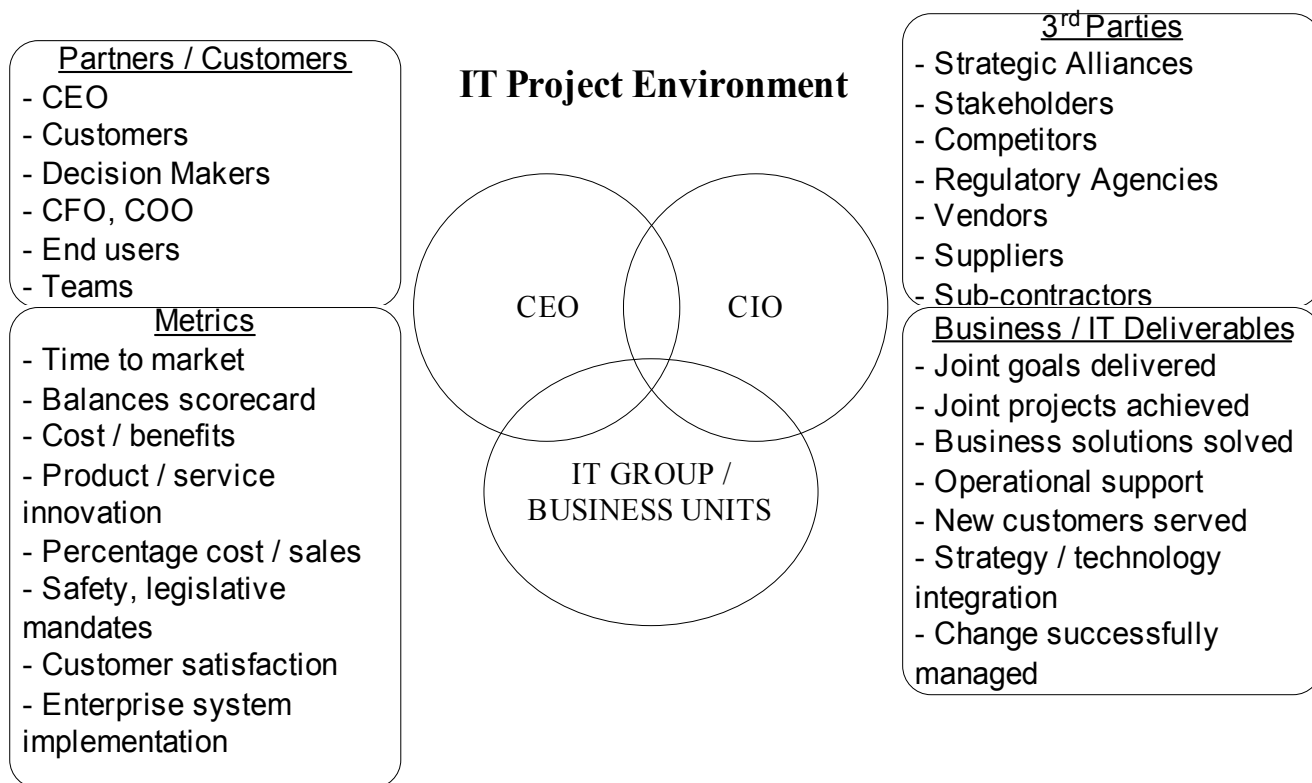 Partners / Customers
- CEO
- Customers
- Decision Makers
- CFO, COO
- End users
- Teams
IT Project Environment
3rd Parties
- Strategic Alliances
- Stakeholders
- Competitors
- Regulatory Agencies
- Vendors
- Suppliers
- Sub-contractors
CEO
CIO
IT GROUP /
BUSINESS UNITS
Metrics
- Time to market
- Balances scorecard
- Cost / benefits
- Product / service
innovation
- Percentage cost / sales
- Safety, legislative
mandates
- Customer satisfaction
- Enterprise system
implementation
Business / IT Deliverables
- Joint goals delivered
- Joint projects achieved
- Business solutions solved
- Operational support
- New customers served
- Strategy / technology
integration
- Change successfully
managed